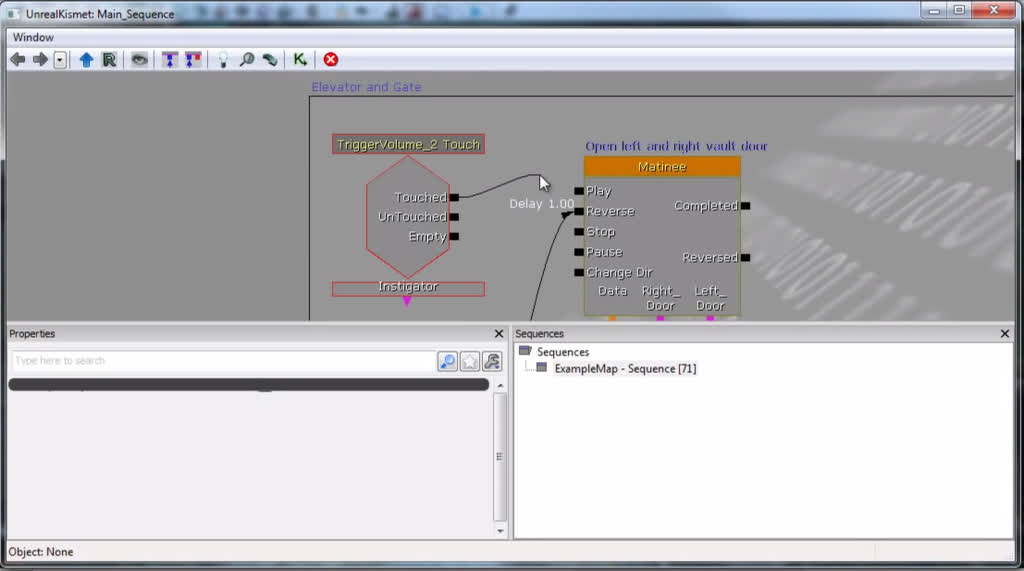 UnrealKismet: Main_Sequence
Window
Elevator and Gate
TriggerVolume_2 Touch
Touched
UnTouched
Empty
Instigator
Open left and right vault door
Matinee
Delay 1.00
Play
Reverse
Stop
Pause
Change Dir
Completed
Reversed
Data Right_ Left_
Door Door
Properties
Type here to search
Sequences
Sequences
ExampleMap - Sequence [71]
Object: None